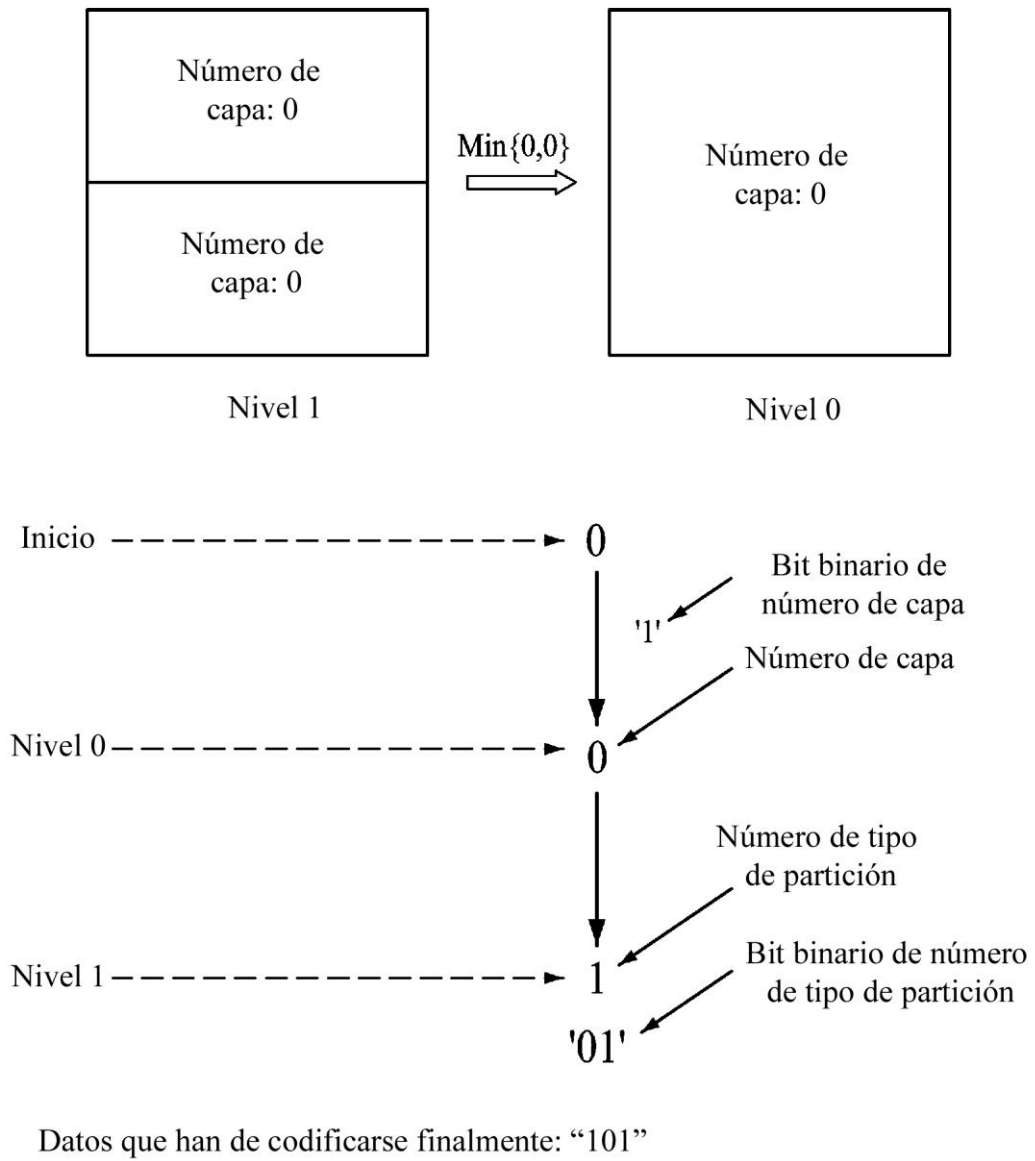 Número de
capa: 0
Min{0,0}
Número de
capa: 0
Número de
capa: 0
Nivel 1
Nivel 0
Inicio
0
Bit binario de
número de capa
'1'
Número de capa
Nivel 0
0
Número de tipo
de partición
Nivel 1
1
Bit binario de número
de tipo de partición
'01'
Datos que han de codificarse finalmente: “101”